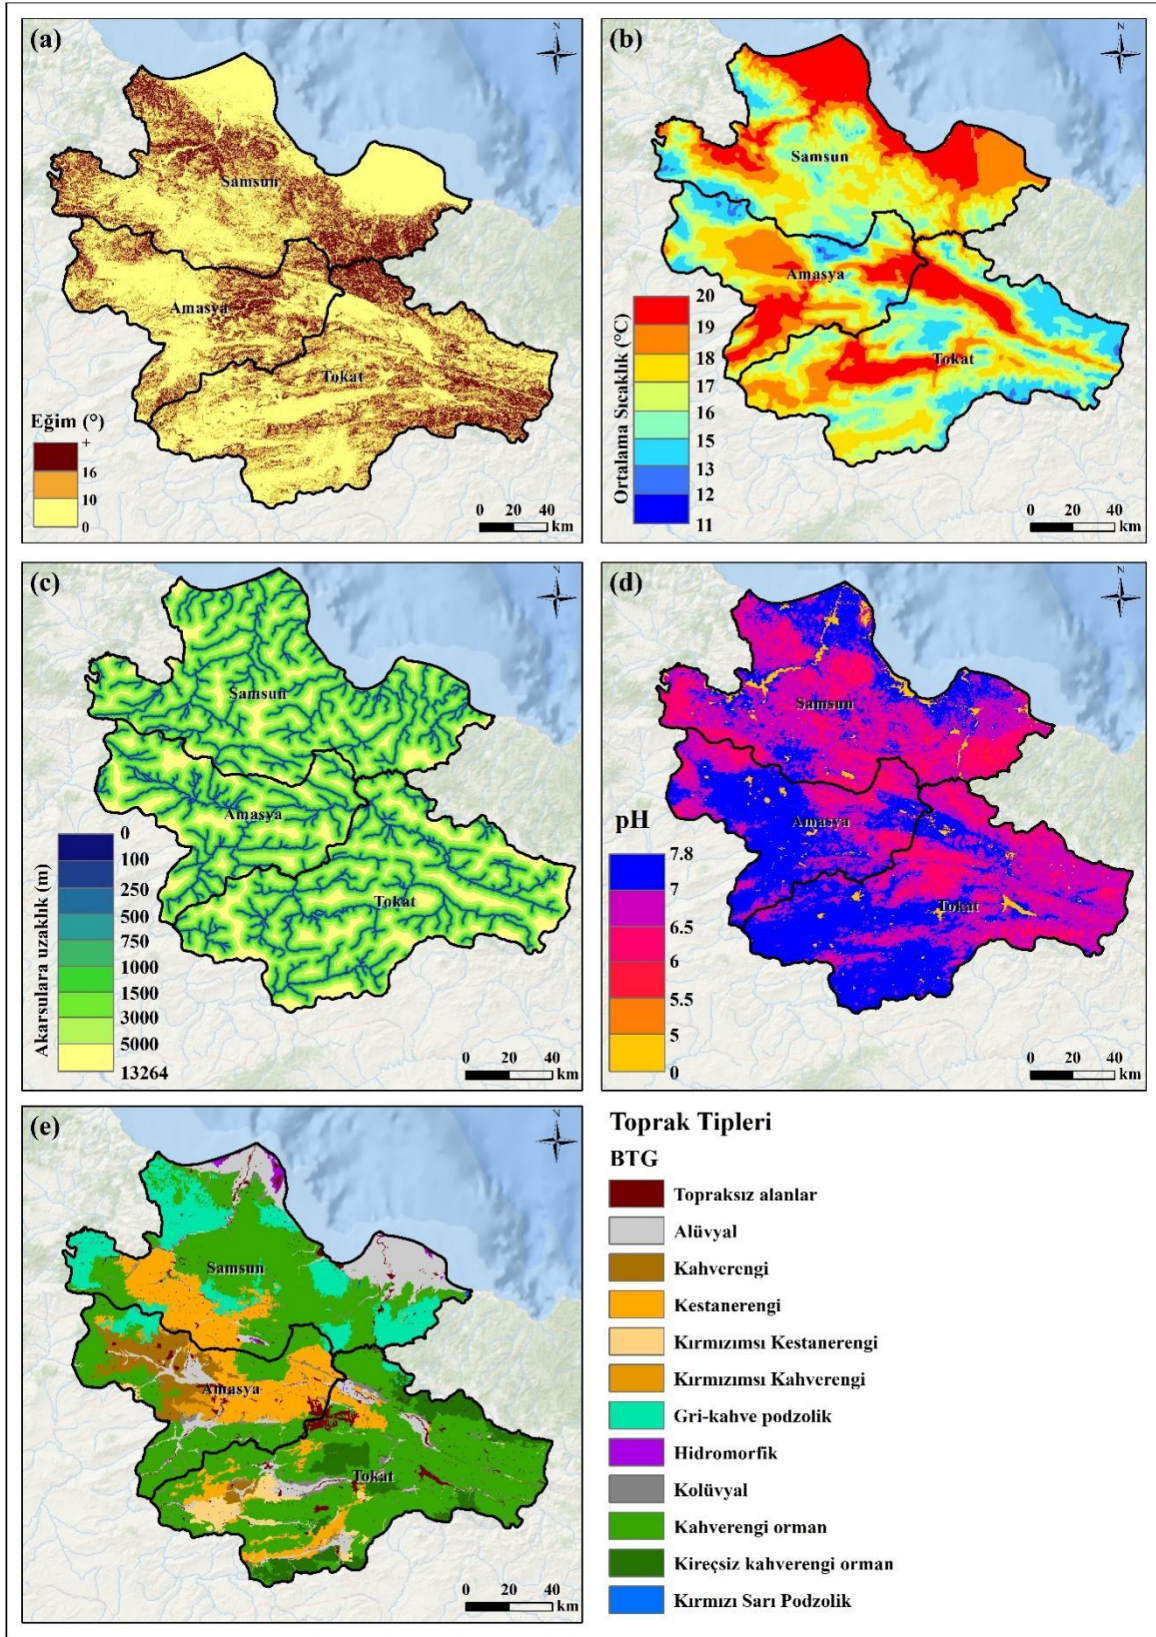 (a)
N
Samsun
Amasya
Tokat
Eğim (°)
+
16
10
0
0 20 40
km
(b)
N
Samsun
Amasya
Tokat
Ortalama Sıcaklık (°C)
20
19
18
17
16
15
13
12
11
0 20 40
km
(c)
N
Samsun
Amasya
Tokat
Akarsulara uzaklık (m)
0
100
250
500
750
1000
1500
3000
5000
13264
0 20 40
km
(d)
N
Samsun
Amasya
Tokat
pH
7.8
7
6.5
6
5.5
5
0
0 20 40
km
(e)
N
Samsun
Amasya
Tokat
0 20 40
km
Toprak Tipleri
BTG
Topraksız alanlar
Alüvyal
Kahverengi
Kestanerengi
Kırmızımsı Kestanerengi
Kırmızımsı Kahverengi
Gri-kahve podzolik
Hidromorfik
Kolüvyal
Kahverengi orman
Kireçsiz kahverengi orman
Kırmızı Sarı Podzolik